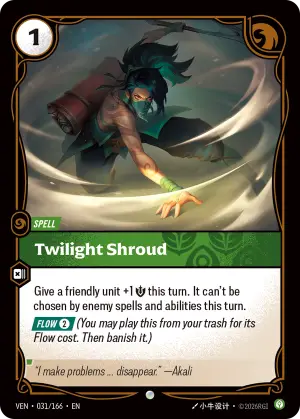 1
SPELL
Twilight Shroud
Give a friendly unit +1 this turn. It can't be
chosen by enemy spells and abilities this turn.
FLOW 2 (You may play this from your trash for its
Flow cost. Then banish it.)
"I make problems ... disappear." —Akali
VEN • 031/166 • EN
小牛设计 ©2026RGI